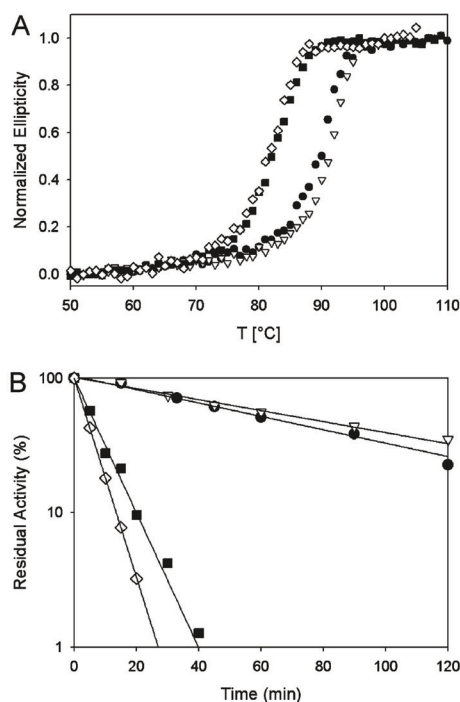 A
Normalized Ellipticity
1.0
0.8
0.6
0.4
0.2
0.0
50 60 70 80 90 100 110
T [°C]
B
Residual Activity (%)
100
10
1
0 20 40 60 80 100 120
Time (min)